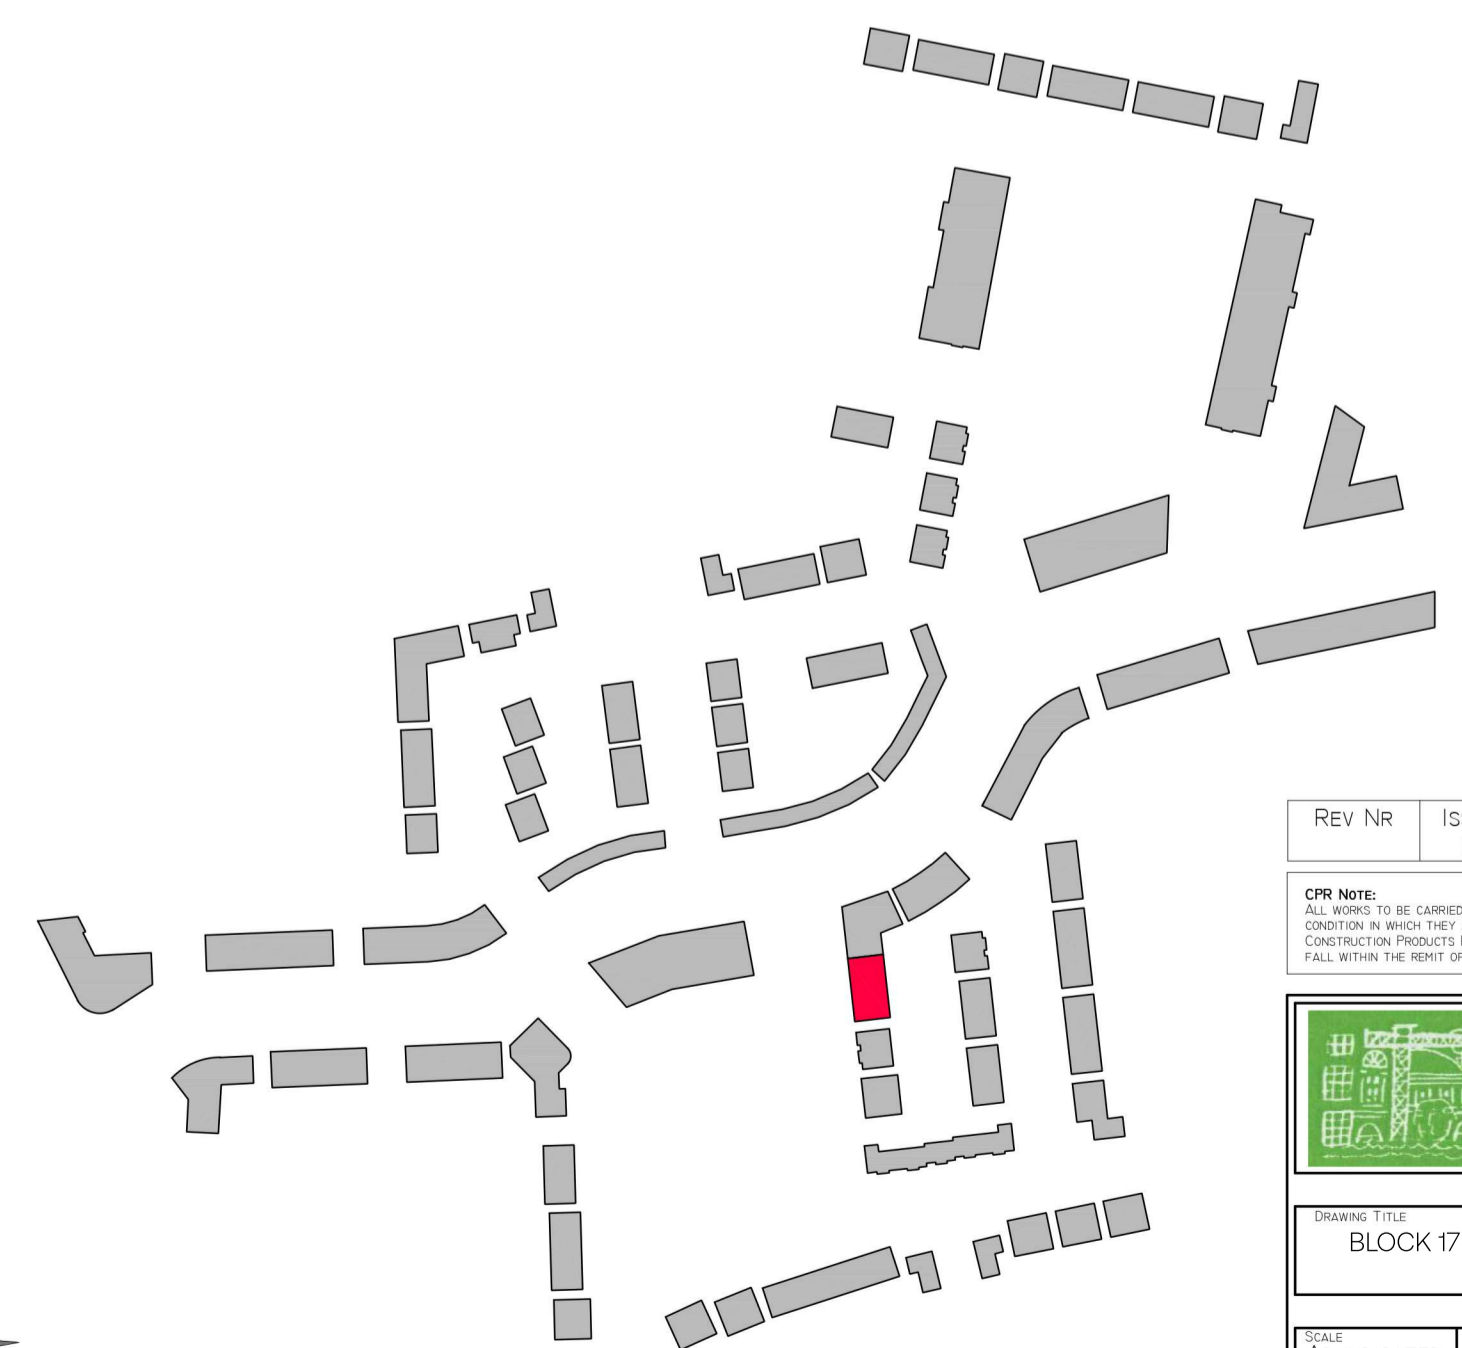 REV NR
CPR NOTE:
ALL WORKS TO BE CARRIED
CONDITION IN WHICH THEY
CONSTRUCTION PRODUCTS
FALL WITHIN THE REMIT OF
DRAWING TITLE
BLOCK 17
SCALE